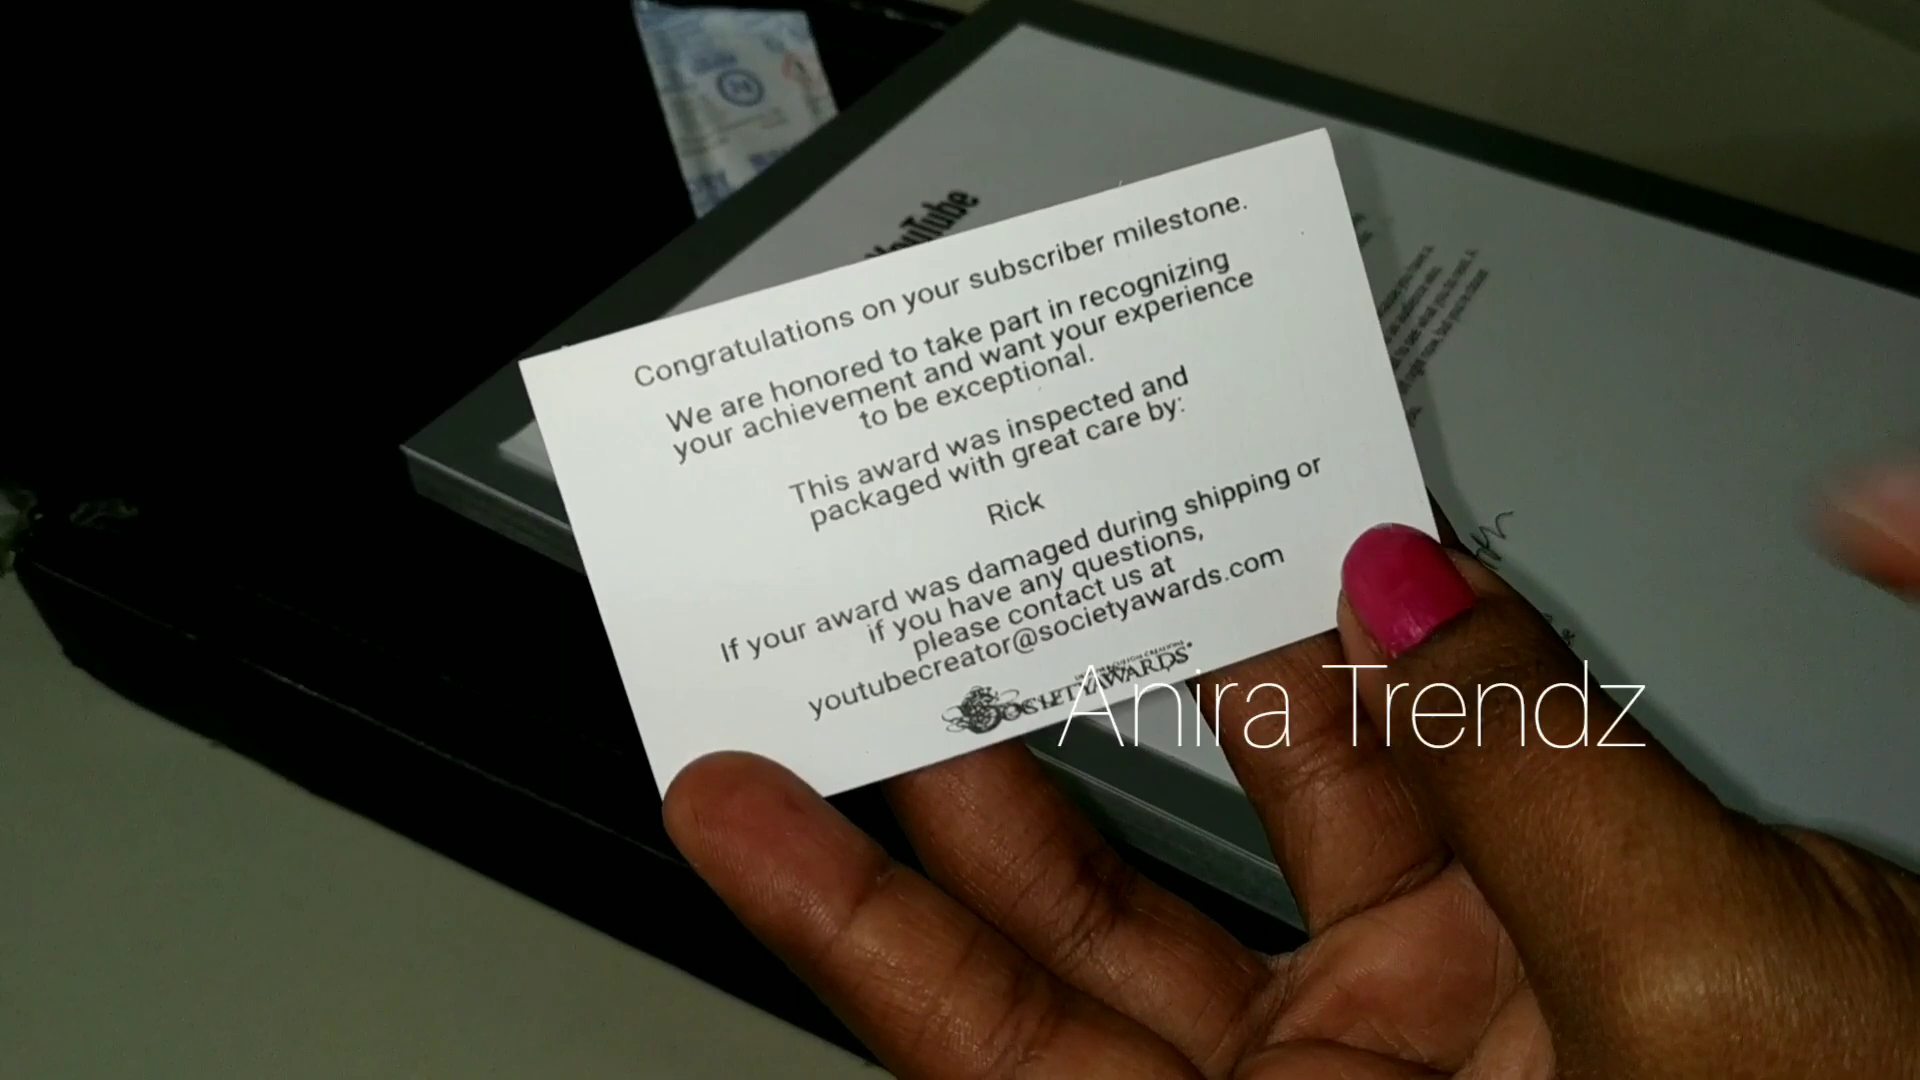 YouTube
Congratulations on your subscriber milestone.
We are honored to take part in recognizing
your achievement and want your experience
to be exceptional.
This award was inspected and
packaged with great care by:
Rick
If your award was damaged during shipping or
if you have any questions,
please contact us at
youtubecreator@societyawards.com
SOCIETY AWARDS
Anira Trendz